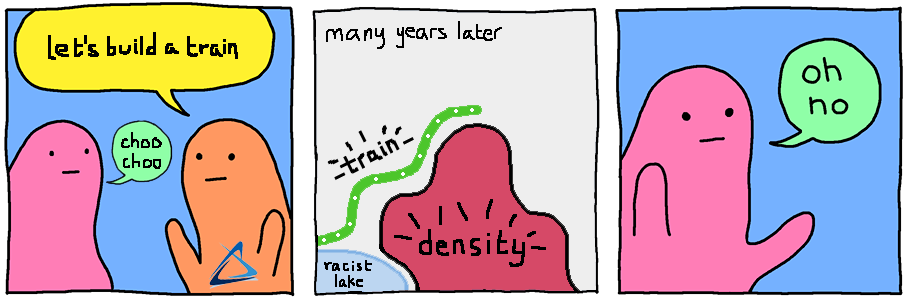 let's build a train
choo
choo
many years later
train
density
racist
lake
oh
no